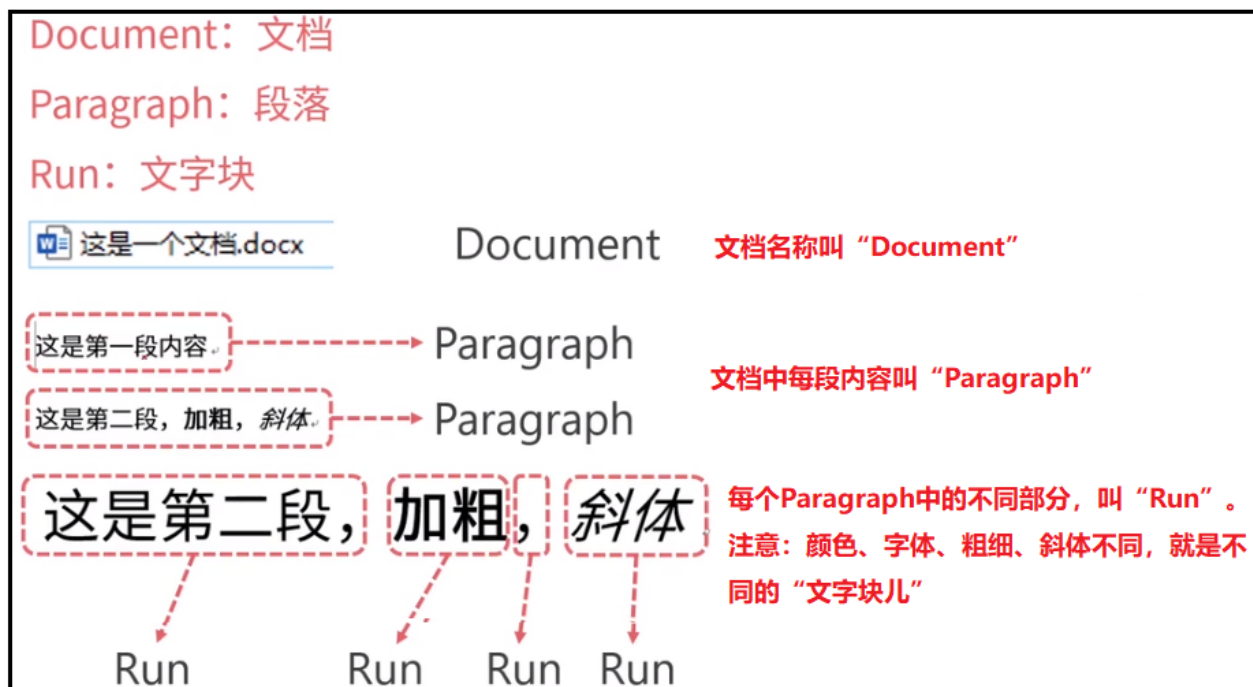 Document：文档
Paragraph：段落
Run：文字块
这是一个文档.docx
Document
文档名称叫“Document”
这是第一段内容
Paragraph
文档中每段内容叫“Paragraph”
这是第二段，加粗，斜体
Paragraph
这是第二段，加粗，斜体
每个Paragraph中的不同部分，叫“Run”。
注意：颜色、字体、粗细、斜体不同，就是不
同的“文字块儿”
Run
Run
Run
Run